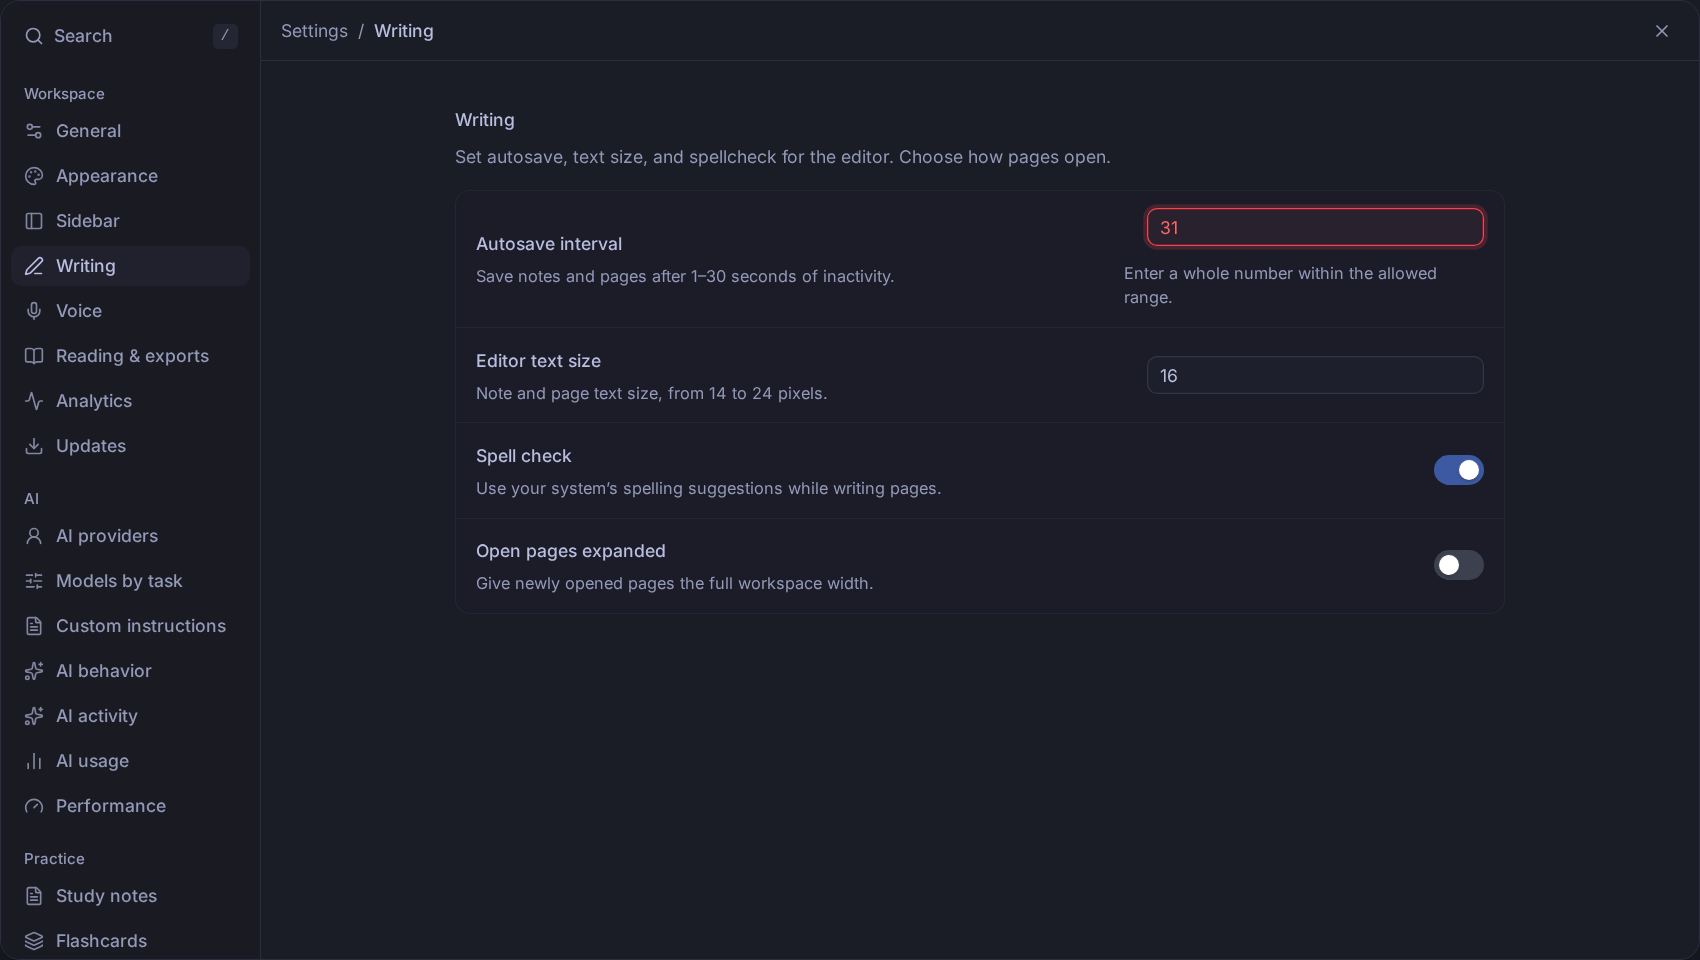 Search
/
Workspace
General
Appearance
Sidebar
Writing
Voice
Reading & exports
Analytics
Updates
AI
AI providers
Models by task
Custom instructions
AI behavior
AI activity
AI usage
Performance
Practice
Study notes
Flashcards
Settings / Writing
Writing
Set autosave, text size, and spellcheck for the editor. Choose how pages open.
Autosave interval
Save notes and pages after 1–30 seconds of inactivity.
31
Enter a whole number within the allowed
range.
Editor text size
Note and page text size, from 14 to 24 pixels.
16
Spell check
Use your system’s spelling suggestions while writing pages.
Open pages expanded
Give newly opened pages the full workspace width.